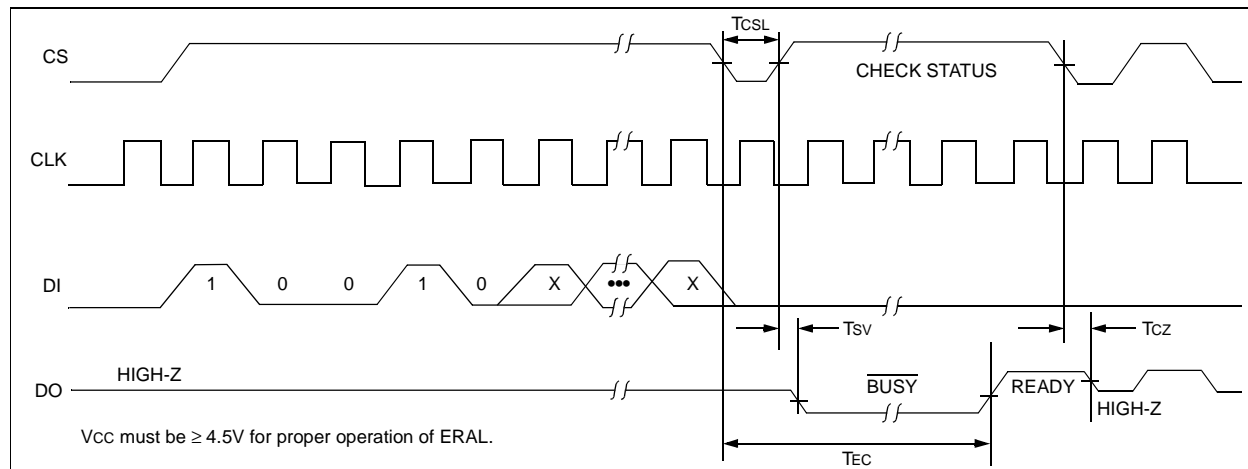 TCSL
CS
CHECK STATUS
CLK
DI
1 0 0 1 0 X ••• X
TSV
TCZ
HIGH-Z
DO
BUSY
READY
HIGH-Z
VCC must be ≥ 4.5V for proper operation of ERAL.
TEC